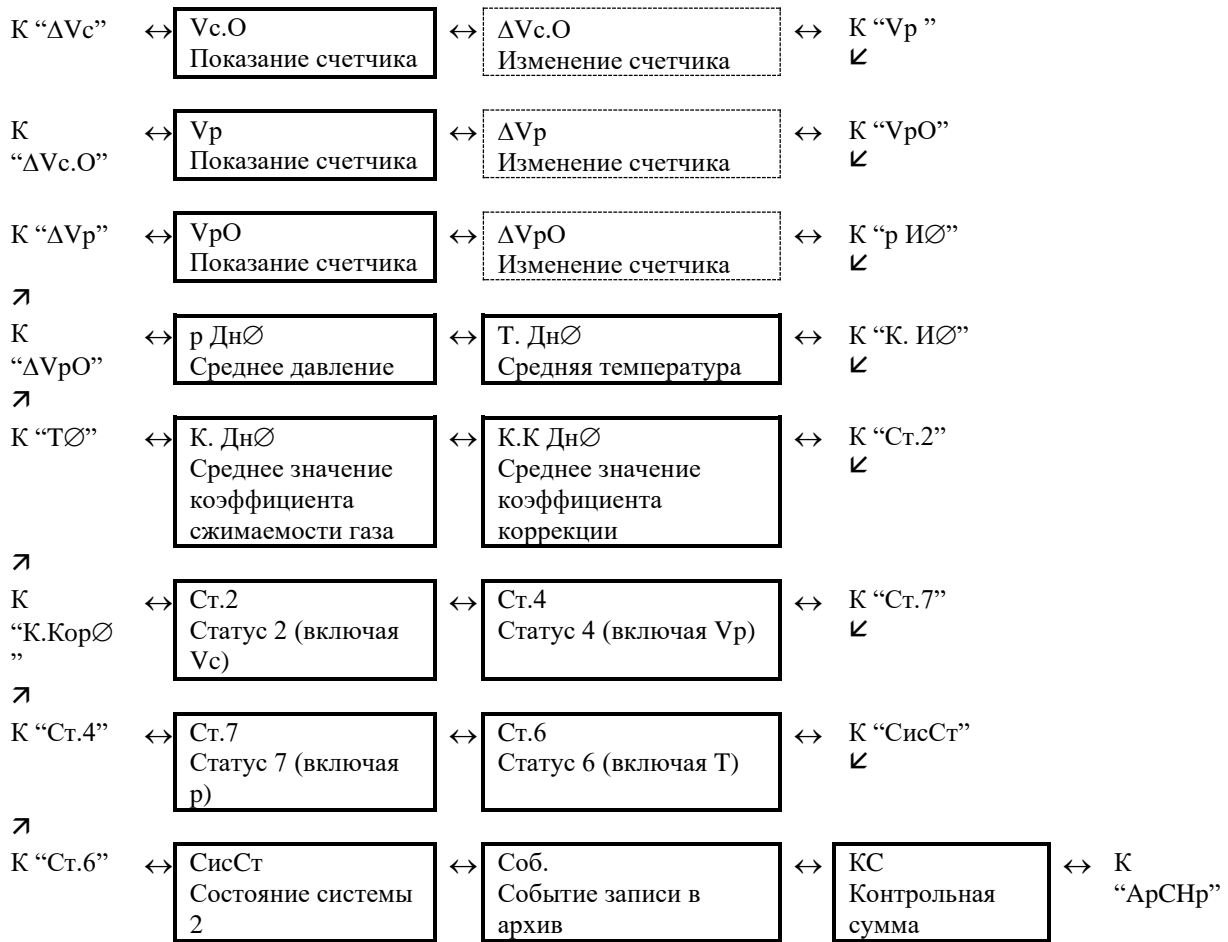 К “ΔVc” ↔ Vc.О ↔ ΔVc.О ↔ К “Vp ”
Показание счетчика Изменение счетчика ↙
К ↔ Vp ↔ ΔVp ↔ К “VpО”
“ΔVc.О” Показание счетчика Изменение счетчика ↙
К “ΔVp” ↔ VpО ↔ ΔVpО ↔ К “р И∅”
Показание счетчика Изменение счетчика ↙
↗
К ↔ р Дн∅ ↔ Т. Дн∅ ↔ К “К. И∅”
“ΔVpО” Среднее давление Средняя температура ↙
↗
К “Т∅” ↔ К. Дн∅ ↔ К.К Дн∅ ↔ К “Ст.2”
Среднее значение Среднее значение ↙
коэффициента коэффициента
сжимаемости газа коррекции
↗
К ↔ Ст.2 ↔ Ст.4 ↔ К “Ст.7”
“К.Кор∅ Статус 2 (включая Статус 4 (включая Vp) ↙
” Vc)
↗
К “Ст.4” ↔ Ст.7 ↔ Ст.6 ↔ К “СисСт”
Статус 7 (включая Статус 6 (включая Т) ↙
р)
↗
К “Ст.6” ↔ СисСт ↔ Соб. ↔ КС ↔ К
Состояние системы Событие записи в Контрольная “АрСНр”
2 архив сумма